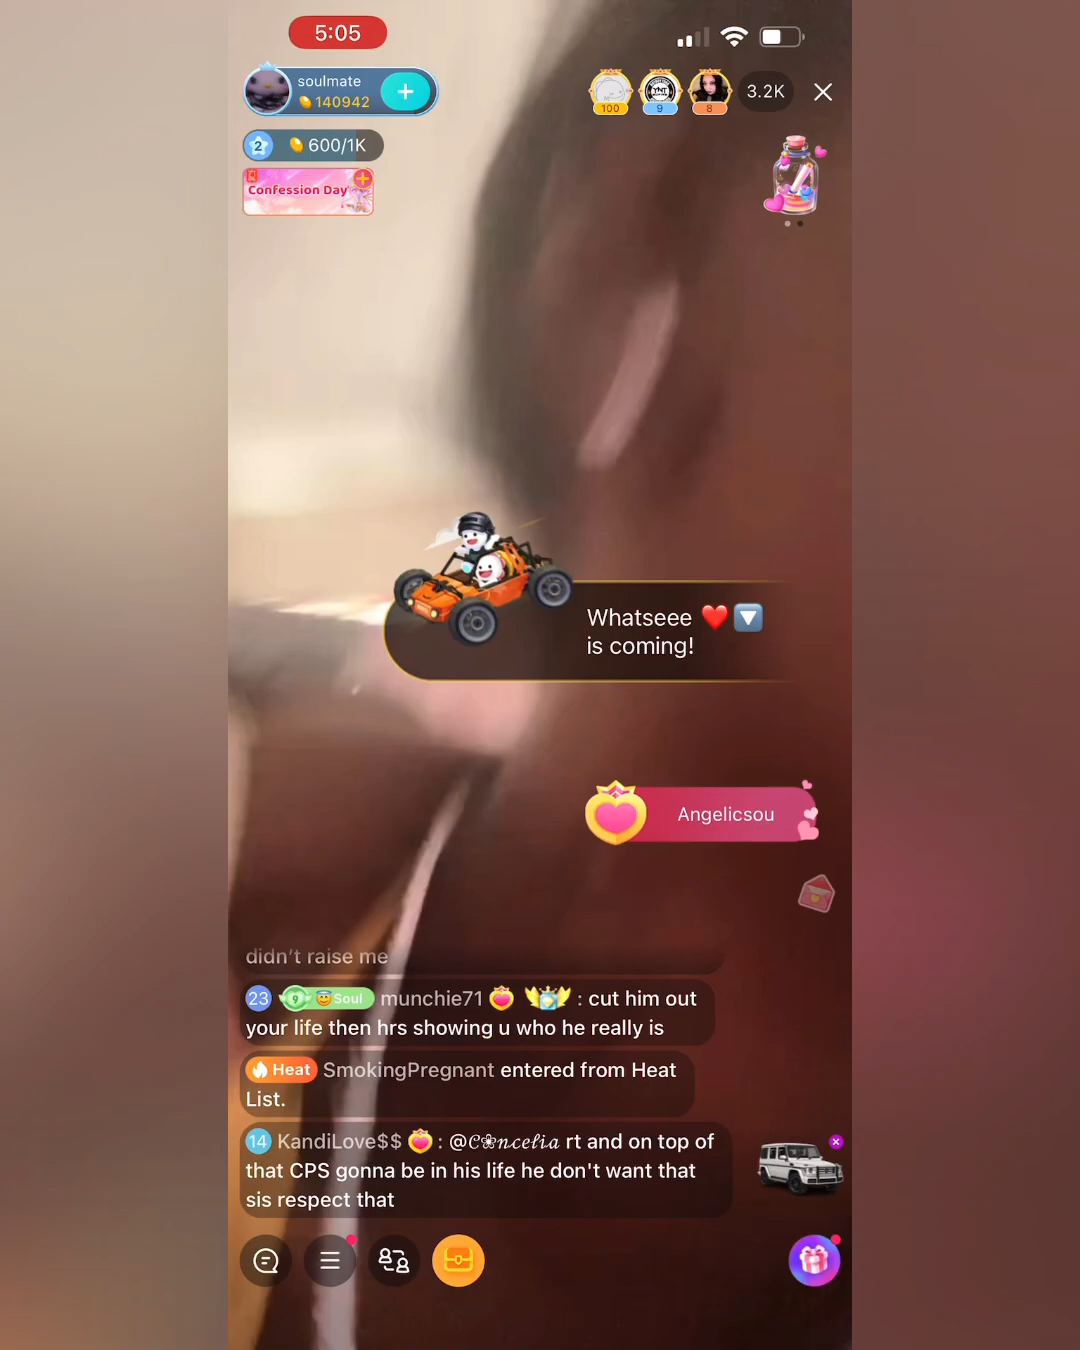 5:05
soulmate
140942
100
9
8
3.2K
2
600/1K
Confession Day
Whatseee ❤️🔽
is coming!
Angelicsou
didn't raise me
23 9 😇 Soul munchie71 : cut him out
your life then hrs showing u who he really is
Heat SmokingPregnant entered from Heat
List.
14 KandiLove$$ : @𝒞❀𝓃𝒸𝑒𝓁𝒾𝒶 rt and on top of
that CPS gonna be in his life he don't want that
sis respect that